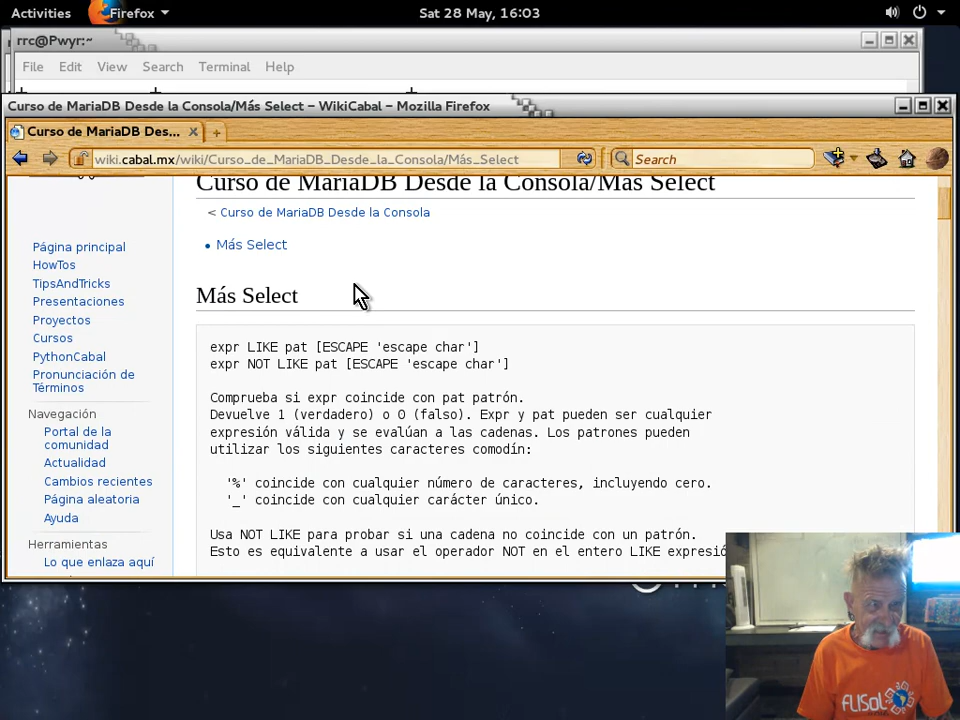 Activities Firefox Sat 28 May, 16:03
rrc@Pwyr:~
File Edit View Search Terminal Help
Curso de MariaDB Desde la Consola/Más Select – WikiCabal – Mozilla Firefox
Curso de MariaDB Des...
wiki.cabal.mx/wiki/Curso_de_MariaDB_Desde_la_Consola/Más_Select
Search
Curso de MariaDB Desde la Consola/Más Select
< Curso de MariaDB Desde la Consola
• Más Select
Más Select
expr LIKE pat [ESCAPE 'escape char']
expr NOT LIKE pat [ESCAPE 'escape char']
Comprueba si expr coincide con pat patrón.
Devuelve 1 (verdadero) o O (falso). Expr y pat pueden ser cualquier
expresión válida y se evalúan a las cadenas. Los patrones pueden
utilizar los siguientes caracteres comodín:
'%' coincide con cualquier número de caracteres, incluyendo cero.
'_' coincide con cualquier carácter único.
Usa NOT LIKE para probar si una cadena no coincide con un patrón.
Esto es equivalente a usar el operador NOT en el entero LIKE expresió
Página principal
HowTos
TipsAndTricks
Presentaciones
Proyectos
Cursos
PythonCabal
Pronunciación de
Términos
Navegación
Portal de la
comunidad
Actualidad
Cambios recientes
Página aleatoria
Ayuda
Herramientas
Lo que enlaza aquí
FLISoL